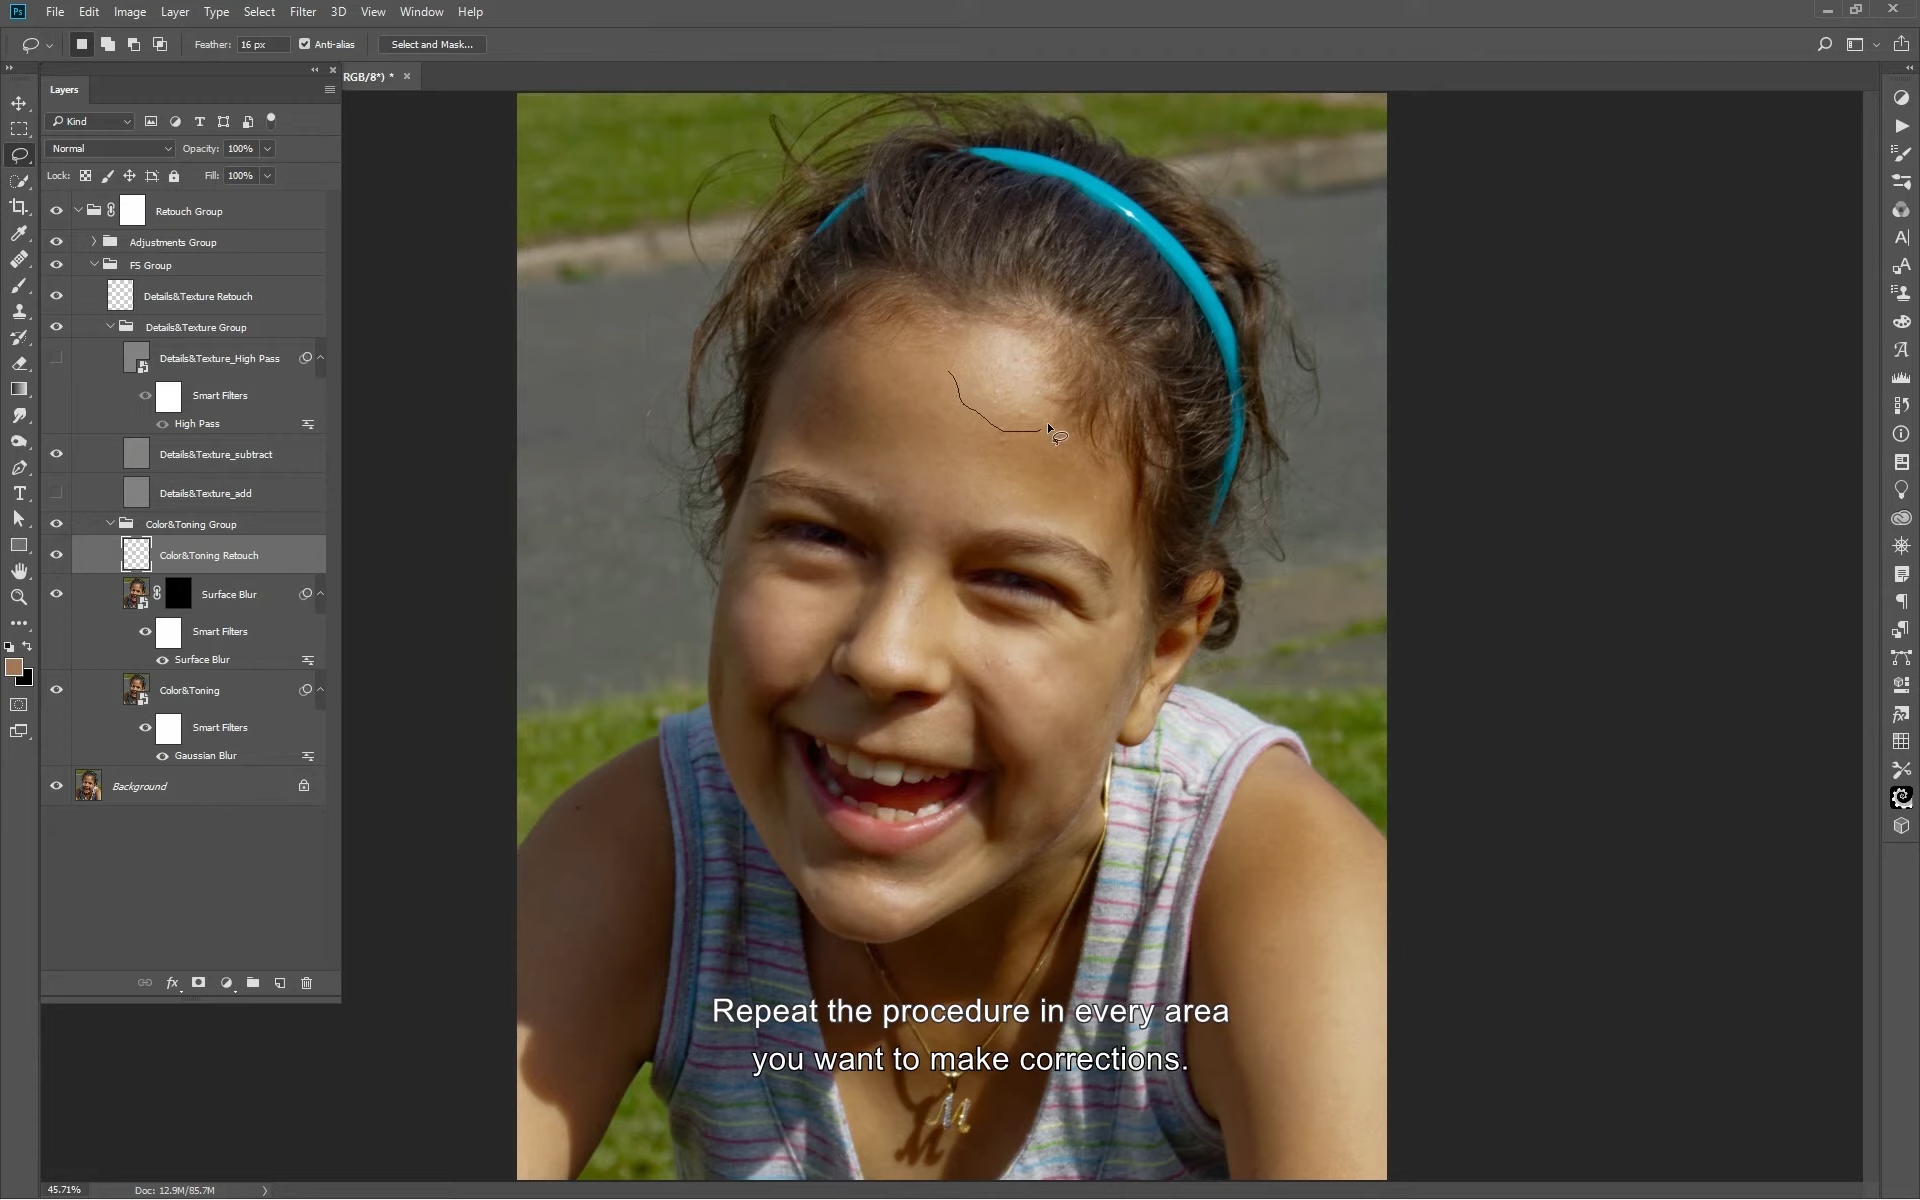 Ps File Edit Image Layer Type Select Filter 3D View Window Help
Feather: 16 px Anti-alias Select and Mask...
RGB/8*) * ×
Layers
Kind
Normal Opacity: 100%
Lock: Fill: 100%
Retouch Group
Adjustments Group
FS Group
Details&Texture Retouch
Details&Texture Group
Details&Texture_High Pass
Smart Filters
High Pass
Details&Texture_subtract
Details&Texture_add
Color&Toning Group
Color&Toning Retouch
Surface Blur
Smart Filters
Surface Blur
Color&Toning
Smart Filters
Gaussian Blur
Background
fx
Repeat the procedure in every area
you want to make corrections.
M
45.71% Doc: 12.9M/85.7M